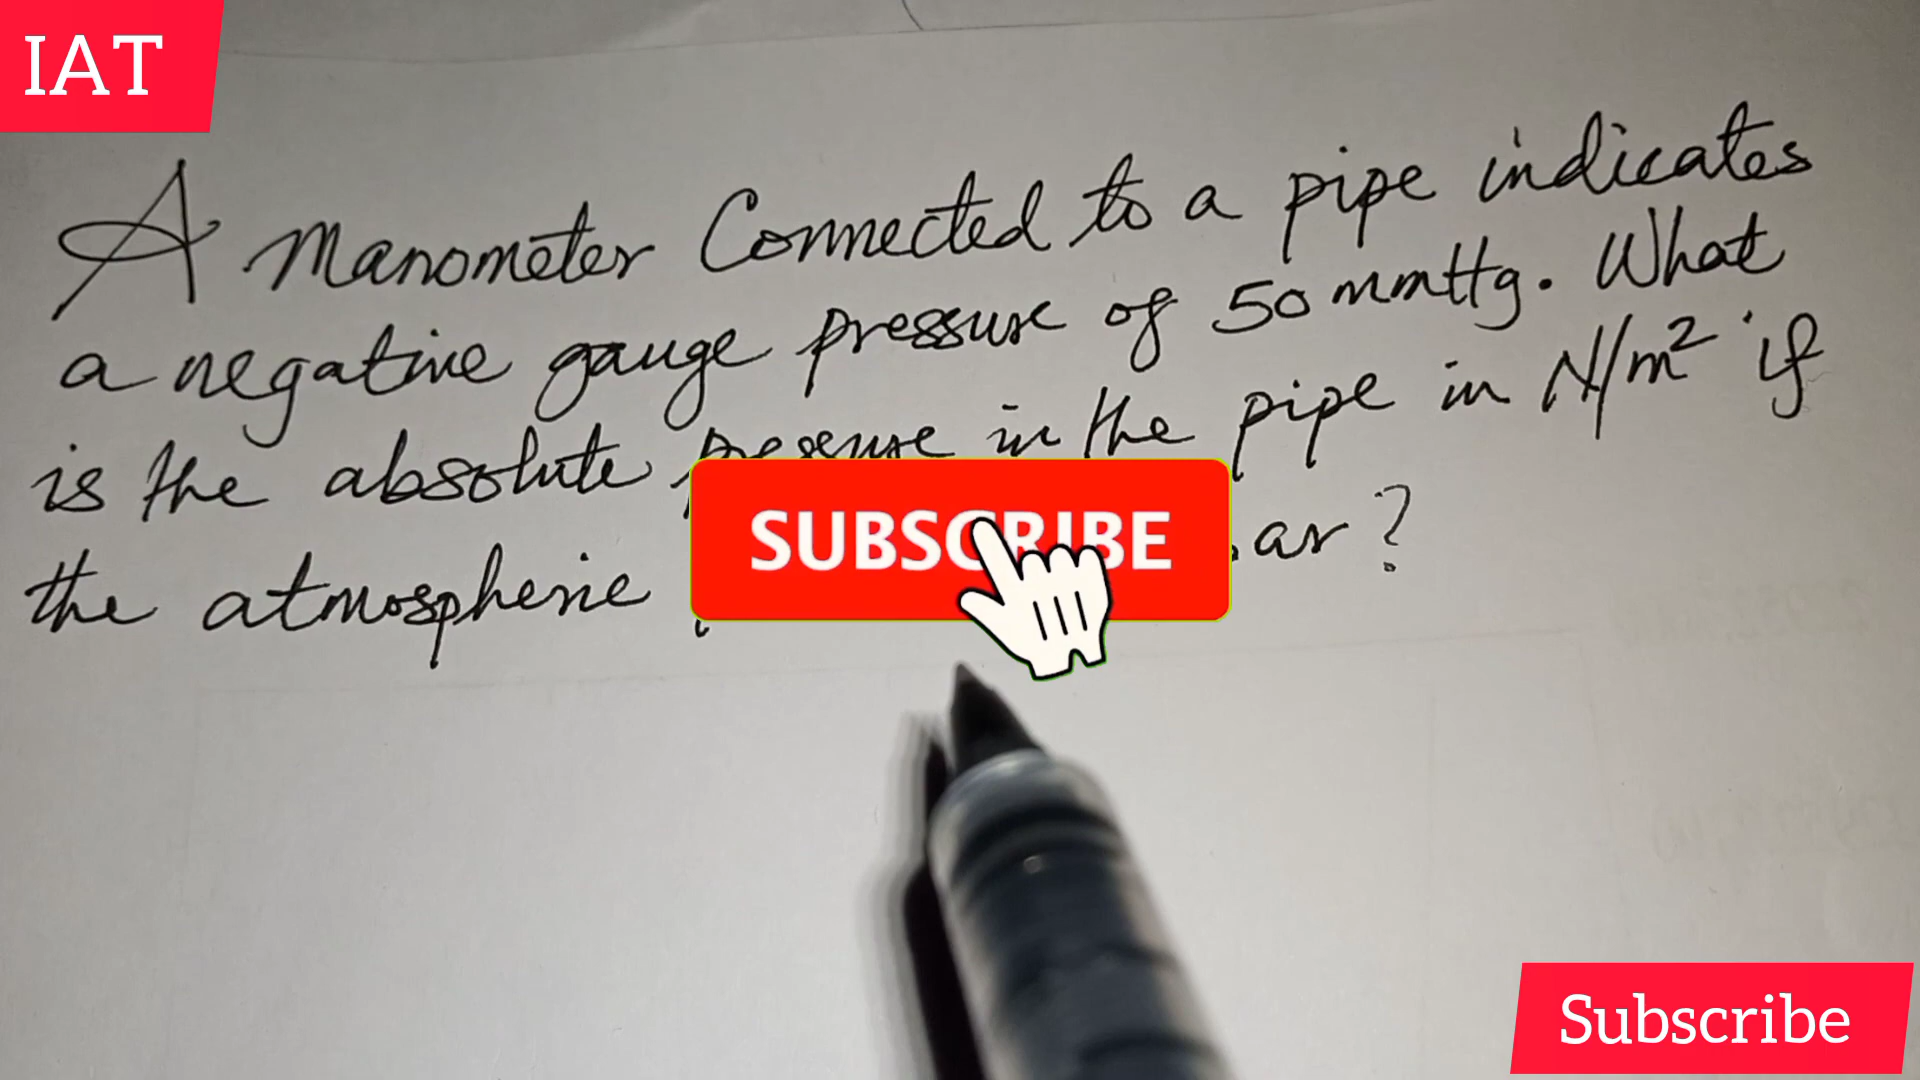 IAT
A Manometer Connected to a pipe indicates
a negative gauge pressure of 50 mmHg. What
is the absolute pressure in the pipe in N/m² if
the atmospheric
SUBSCRIBE
Subscribe